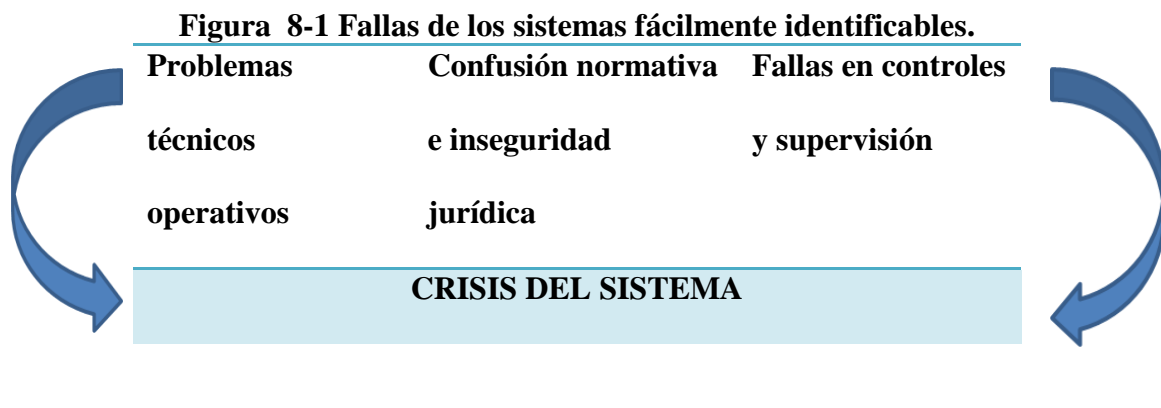 Figura 8-1 Fallas de los sistemas fácilmente identificables.
Problemas
técnicos
operativos
Confusión normativa
e inseguridad
jurídica
Fallas en controles
y supervisión
CRISIS DEL SISTEMA